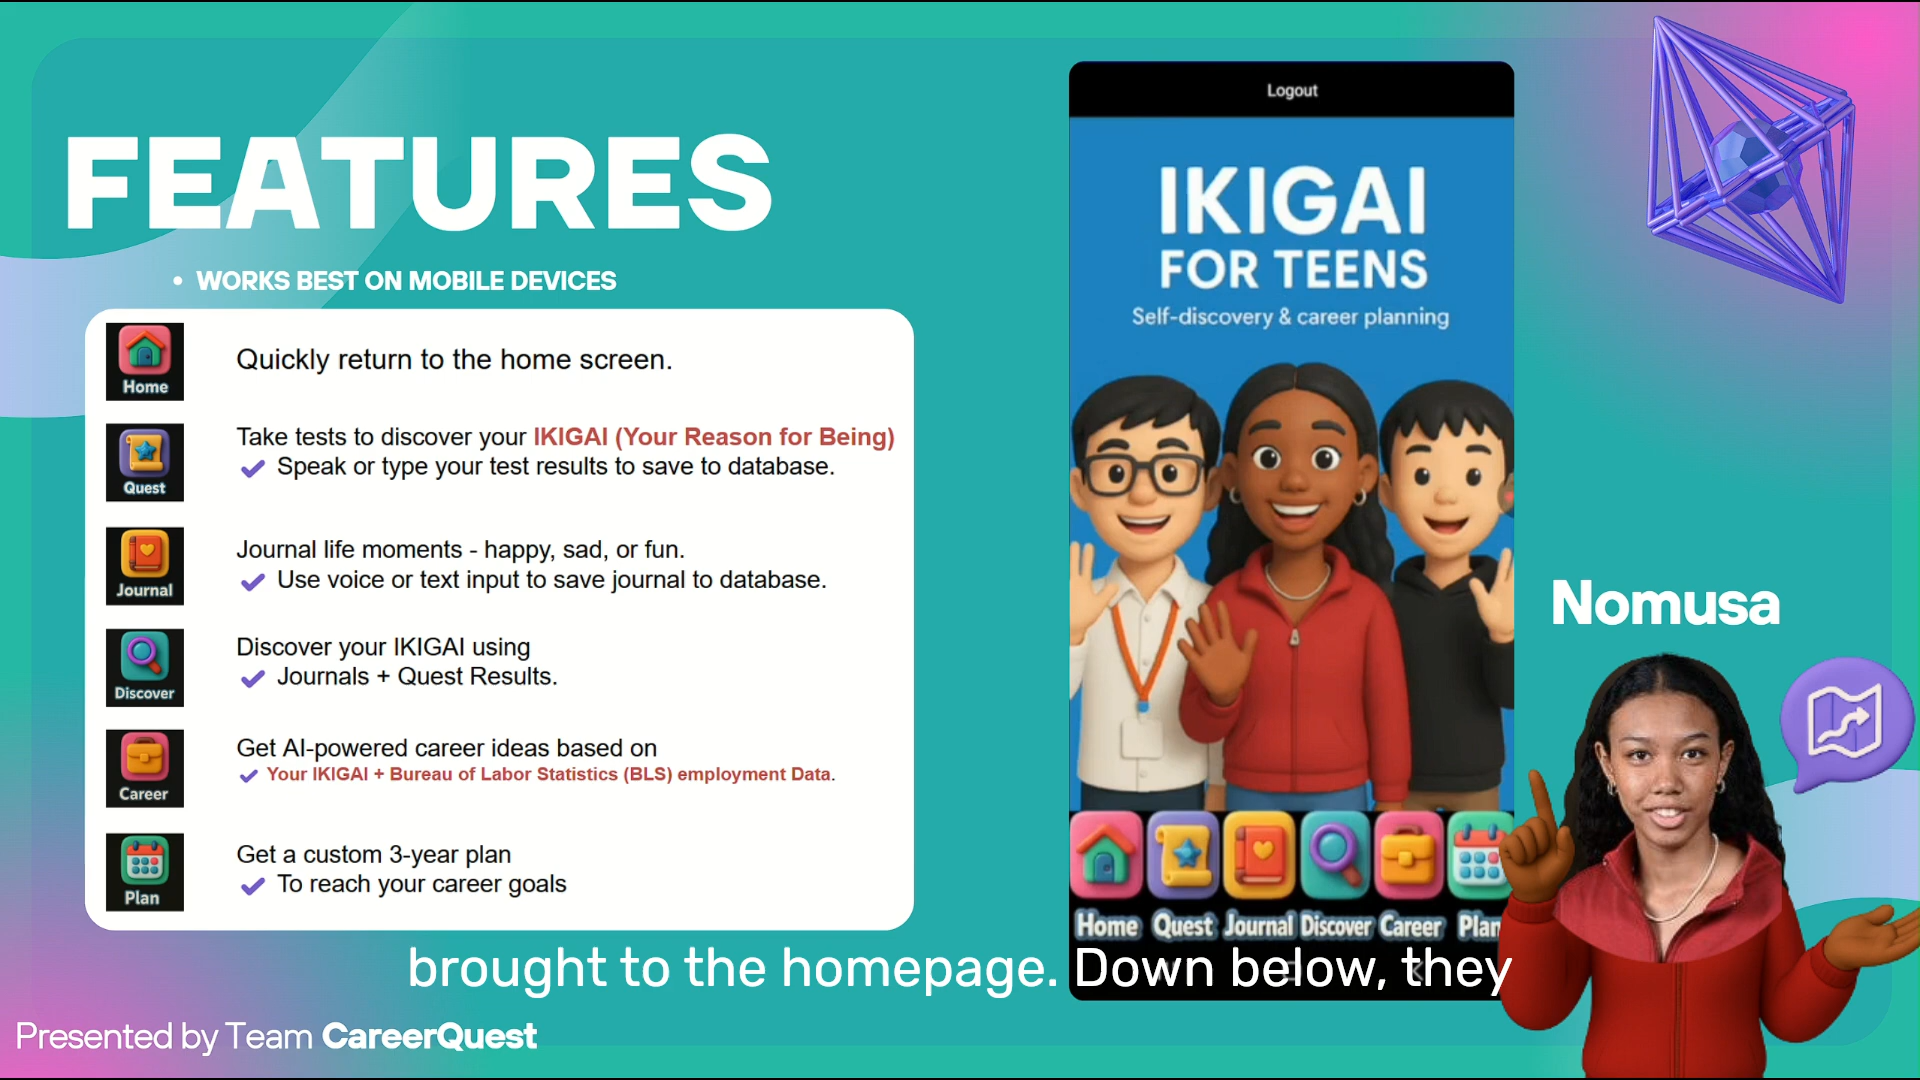 FEATURES
• WORKS BEST ON MOBILE DEVICES
Home
Quickly return to the home screen.
Quest
Take tests to discover your IKIGAI (Your Reason for Being)
Speak or type your test results to save to database.
Journal
Journal life moments - happy, sad, or fun.
Use voice or text input to save journal to database.
Discover
Discover your IKIGAI using
Journals + Quest Results.
Career
Get AI-powered career ideas based on
Your IKIGAI + Bureau of Labor Statistics (BLS) employment Data.
Plan
Get a custom 3-year plan
To reach your career goals
Logout
IKIGAI
FOR TEENS
Self-discovery & career planning
Home Quest Journal Discover Career Plan
Nomusa
brought to the homepage. Down below, they
Presented by Team CareerQuest